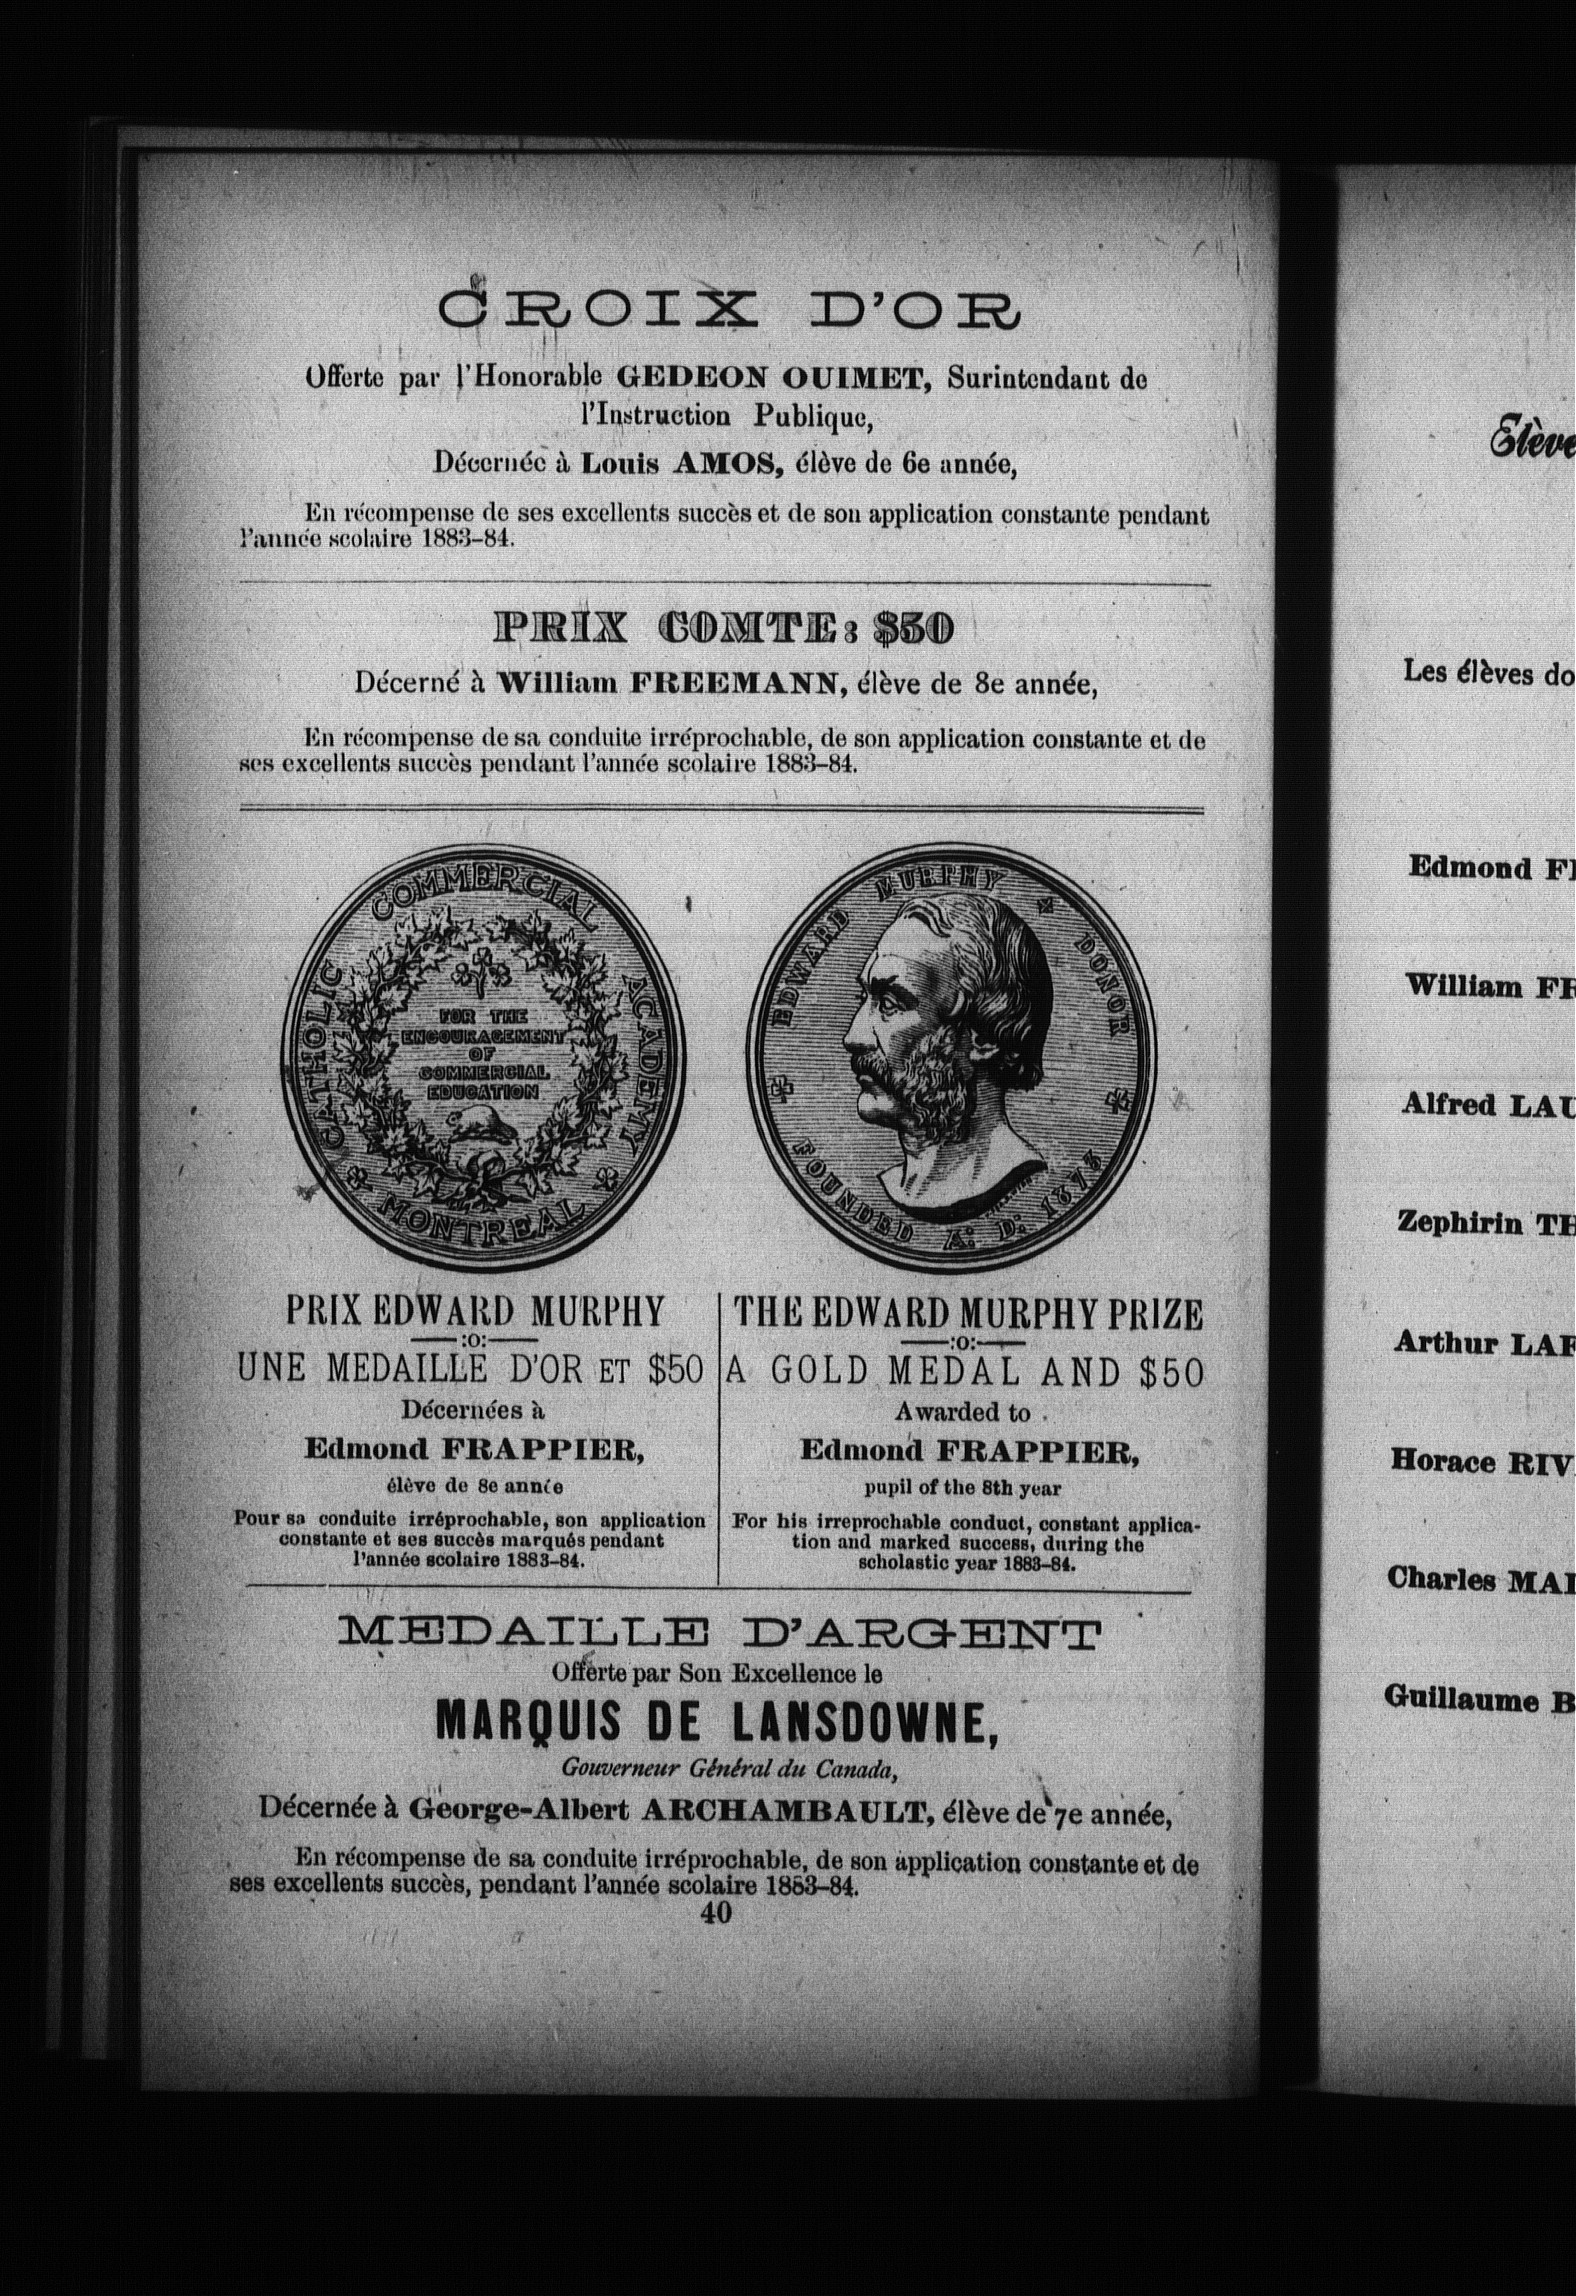 CROIX D'OR
Offerte par l'Honorable GEDEON OUIMET, Surintendant de
l'Instruction Publique,
Décernée à Louis AMOS, élève de 6e année,
En récompense de ses excellents succès et de son application constante pendant
l'année scolaire 1883-84.
PRIX COMTE: $50
Décerné à William FREEMANN, élève de 8e année,
En récompense de sa conduite irréprochable, de son application constante et de
ses excellents succès pendant l'année scolaire 1883-84.
CATHOLIC COMMERCIAL ACADEMY
MONTREAL
FOR THE
ENCOURAGEMENT
OF
COMMERCIAL
EDUCATION
EDWARD MURPHY DONOR
FOUNDED A: D: 1873
PRIX EDWARD MURPHY
:o:
UNE MEDAILLE D'OR ET $50
Décernées à
Edmond FRAPPIER,
élève de 8e année
Pour sa conduite irréprochable, son application
constante et ses succès marqués pendant
l'année scolaire 1883-84.
THE EDWARD MURPHY PRIZE
:o:
A GOLD MEDAL AND $50
Awarded to
Edmond FRAPPIER,
pupil of the 8th year
For his irreprochable conduct, constant applica-
tion and marked success, during the
scholastic year 1883-84.
MEDAILLE D'ARGENT
Offerte par Son Excellence le
MARQUIS DE LANSDOWNE,
Gouverneur Général du Canada,
Décernée à George-Albert ARCHAMBAULT, élève de 7e année,
En récompense de sa conduite irréprochable, de son application constante et de
ses excellents succès, pendant l'année scolaire 1883-84.
40
Les élèves
Edmond
William
Alfred
Zephirin
Arthur
Horace
Charles
Guillaume